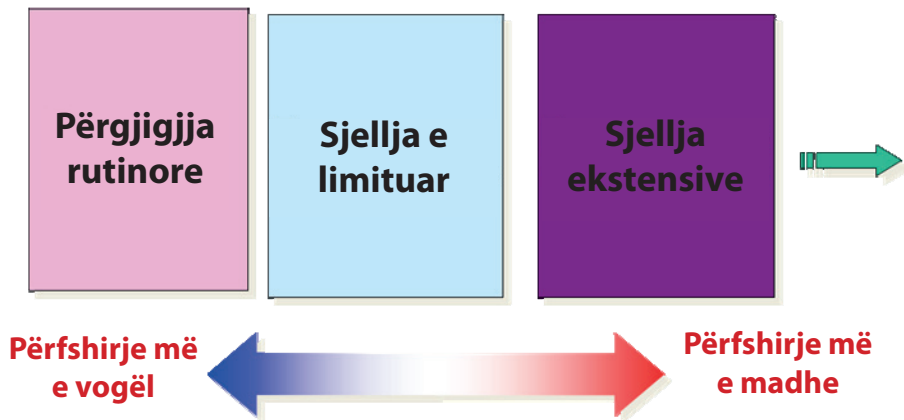 Përgjigjja
rutinore
Sjellja e
limituar
Sjellja
ekstensive
Përfshirje më
e vogël
Përfshirje më
e madhe